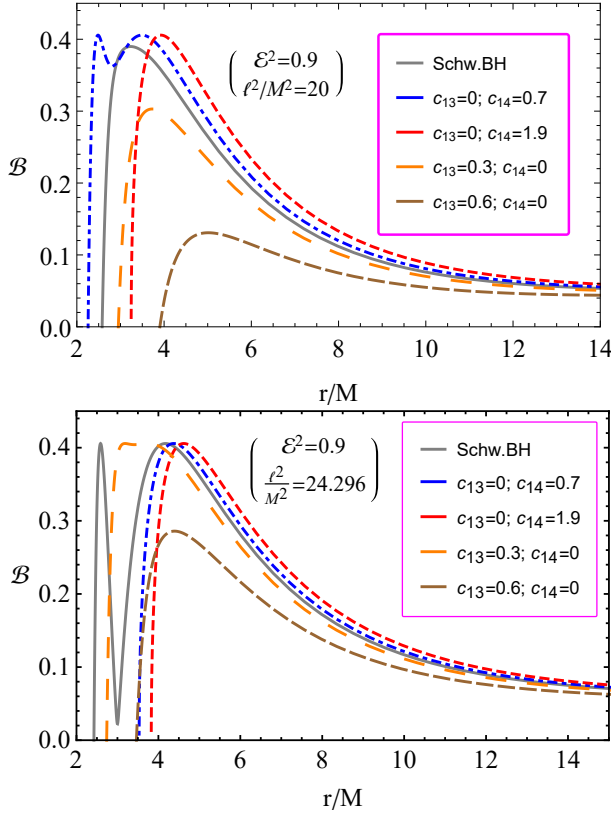 0.4
0.3
0.2
0.1
0.0
ℬ
ℰ²=0.9
ℓ²/M²=20
Schw.BH
c₁₃=0; c₁₄=0.7
c₁₃=0; c₁₄=1.9
c₁₃=0.3; c₁₄=0
c₁₃=0.6; c₁₄=0
2 4 6 8 10 12 14
r/M
0.4
0.3
0.2
0.1
0.0
ℬ
ℰ²=0.9
ℓ²/M²=24.296
Schw.BH
c₁₃=0; c₁₄=0.7
c₁₃=0; c₁₄=1.9
c₁₃=0.3; c₁₄=0
c₁₃=0.6; c₁₄=0
2 4 6 8 10 12 14
r/M